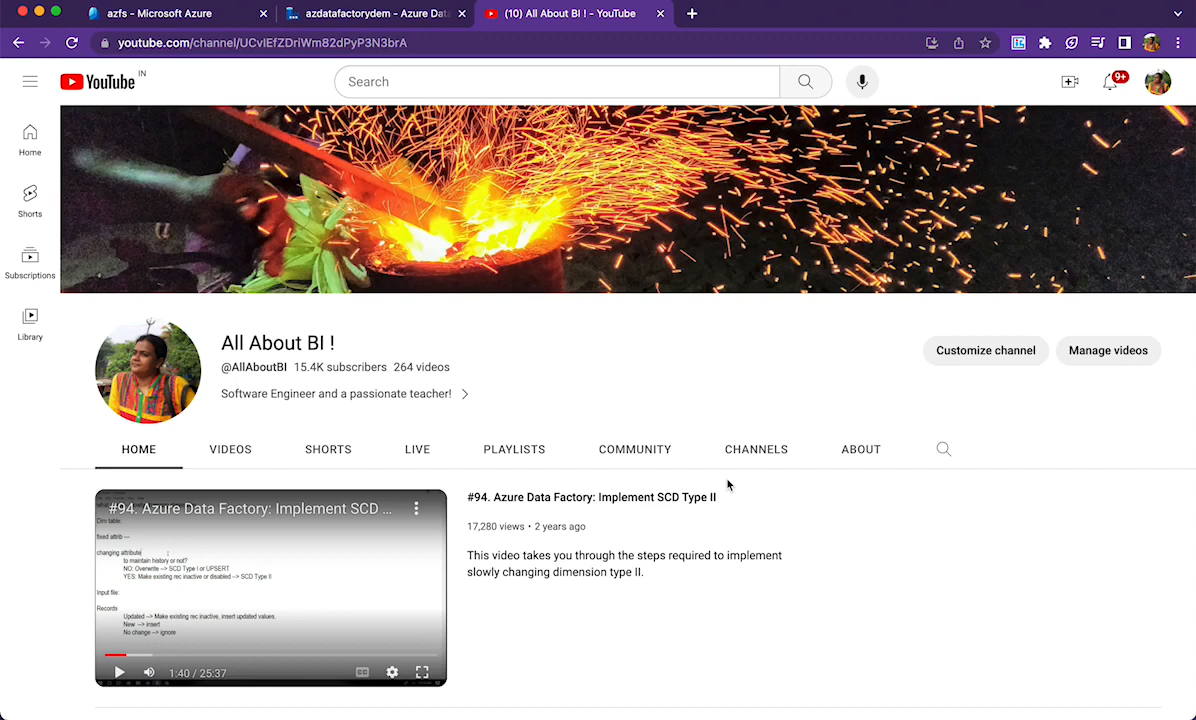 azfs - Microsoft Azure
azdatafactorydem - Azure Data
(10) All About BI ! - YouTube
youtube.com/channel/UCvIEfZDriWm82dPyP3N3brA
YouTube IN
Search
9+
Home
Shorts
Subscriptions
Library
All About BI !
@AllAboutBI 15.4K subscribers 264 videos
Software Engineer and a passionate teacher!
Customize channel
Manage videos
HOME VIDEOS SHORTS LIVE PLAYLISTS COMMUNITY CHANNELS ABOUT
#94. Azure Data Factory: Implement SCD ...
Dim table:
fixed attrib ---
changing attribute
to maintain history or not?
NO: Overwrite --> SCD Type I or UPSERT
YES: Make existing rec inactive or disabled --> SCD Type II
Input file:
Records
Updated --> Make existing rec inactive, insert updated values.
New --> insert
No change --> ignore
1:40 / 25:37
#94. Azure Data Factory: Implement SCD Type II
17,280 views • 2 years ago
This video takes you through the steps required to implement
slowly changing dimension type II.